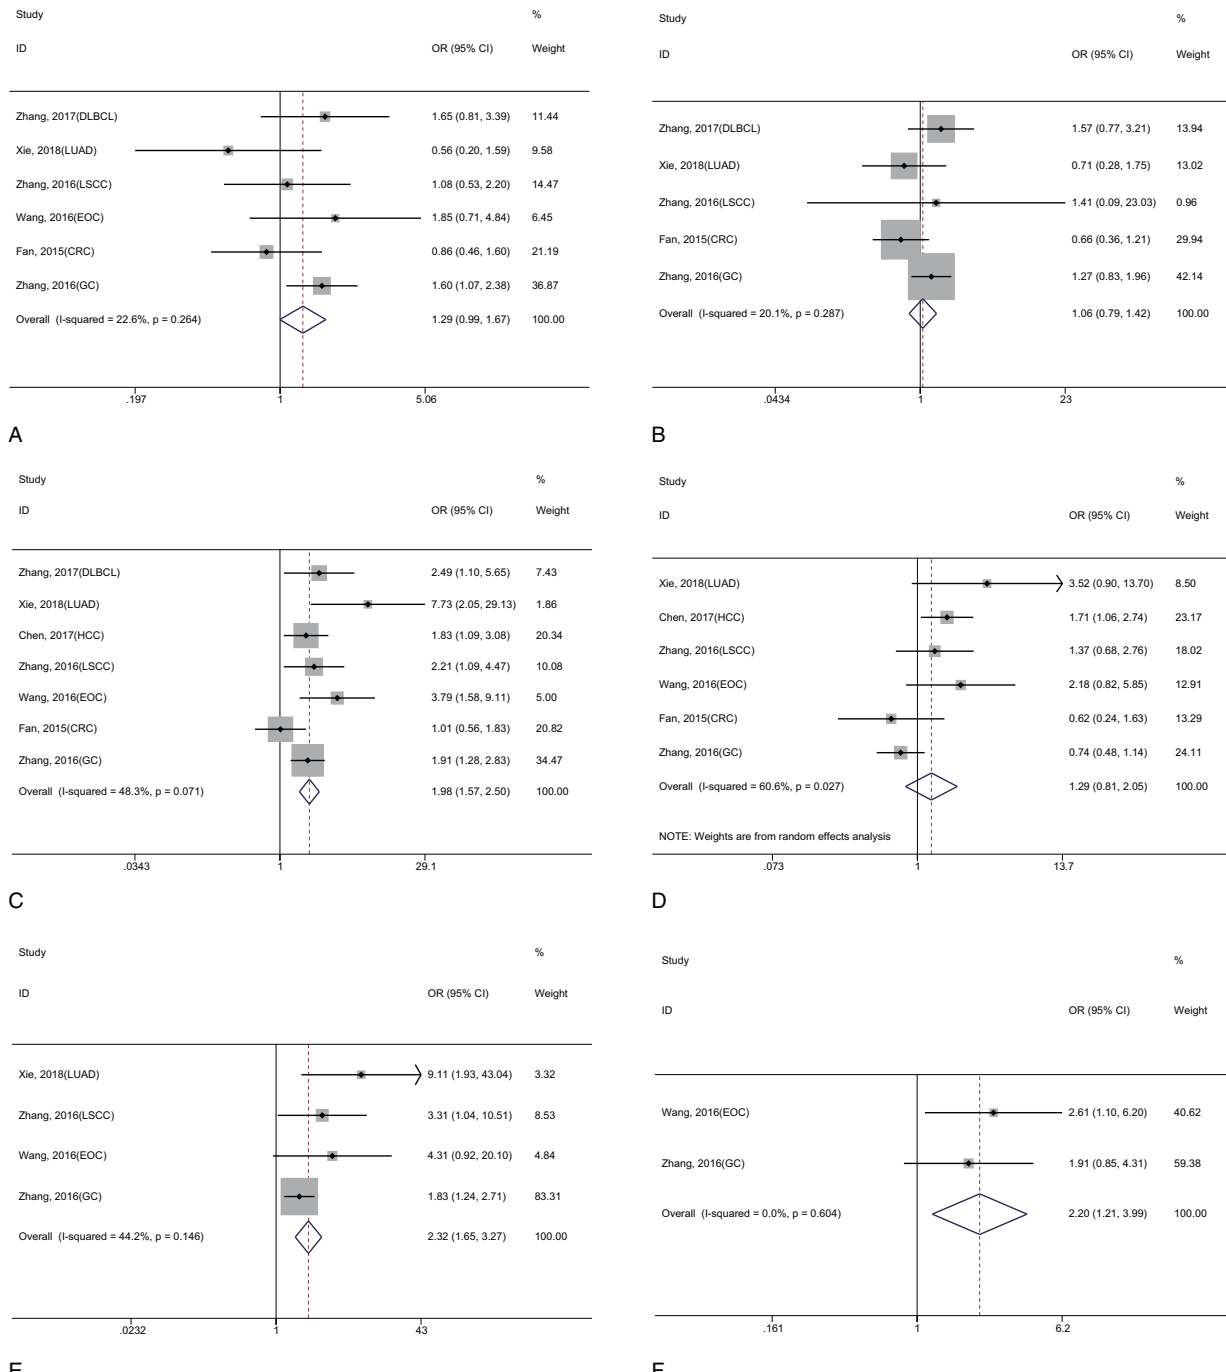 Study %
ID OR (95% CI) Weight
Zhang, 2017(DLBCL) 1.65 (0.81, 3.39) 11.44
Xie, 2018(LUAD) 0.56 (0.20, 1.59) 9.58
Zhang, 2016(LSCC) 1.08 (0.53, 2.20) 14.47
Wang, 2016(EOC) 1.85 (0.71, 4.84) 6.45
Fan, 2015(CRC) 0.86 (0.46, 1.60) 21.19
Zhang, 2016(GC) 1.60 (1.07, 2.38) 36.87
Overall (I-squared = 22.6%, p = 0.264) 1.29 (0.99, 1.67) 100.00
.197 1 5.06
A
Study %
ID OR (95% CI) Weight
Zhang, 2017(DLBCL) 1.57 (0.77, 3.21) 13.94
Xie, 2018(LUAD) 0.71 (0.28, 1.75) 13.02
Zhang, 2016(LSCC) 1.41 (0.09, 23.03) 0.96
Fan, 2015(CRC) 0.66 (0.36, 1.21) 29.94
Zhang, 2016(GC) 1.27 (0.83, 1.96) 42.14
Overall (I-squared = 20.1%, p = 0.287) 1.06 (0.79, 1.42) 100.00
.0434 1 23
B
Study %
ID OR (95% CI) Weight
Zhang, 2017(DLBCL) 2.49 (1.10, 5.65) 7.43
Xie, 2018(LUAD) 7.73 (2.05, 29.13) 1.86
Chen, 2017(HCC) 1.83 (1.09, 3.08) 20.34
Zhang, 2016(LSCC) 2.21 (1.09, 4.47) 10.08
Wang, 2016(EOC) 3.79 (1.58, 9.11) 5.00
Fan, 2015(CRC) 1.01 (0.56, 1.83) 20.82
Zhang, 2016(GC) 1.91 (1.28, 2.83) 34.47
Overall (I-squared = 48.3%, p = 0.071) 1.98 (1.57, 2.50) 100.00
.0343 1 29.1
C
Study %
ID OR (95% CI) Weight
Xie, 2018(LUAD) 3.52 (0.90, 13.70) 8.50
Chen, 2017(HCC) 1.71 (1.06, 2.74) 23.17
Zhang, 2016(LSCC) 1.37 (0.68, 2.76) 18.02
Wang, 2016(EOC) 2.18 (0.82, 5.85) 12.91
Fan, 2015(CRC) 0.62 (0.24, 1.63) 13.29
Zhang, 2016(GC) 0.74 (0.48, 1.14) 24.11
Overall (I-squared = 60.6%, p = 0.027) 1.29 (0.81, 2.05) 100.00
NOTE: Weights are from random effects analysis
.073 1 13.7
D
Study %
ID OR (95% CI) Weight
Xie, 2018(LUAD) 9.11 (1.93, 43.04) 3.32
Zhang, 2016(LSCC) 3.31 (1.04, 10.51) 8.53
Wang, 2016(EOC) 4.31 (0.92, 20.10) 4.84
Zhang, 2016(GC) 1.83 (1.24, 2.71) 83.31
Overall (I-squared = 44.2%, p = 0.146) 2.32 (1.65, 3.27) 100.00
.0232 1 43
Study %
ID OR (95% CI) Weight
Wang, 2016(EOC) 2.61 (1.10, 6.20) 40.62
Zhang, 2016(GC) 1.91 (0.85, 4.31) 59.38
Overall (I-squared = 0.0%, p = 0.604) 2.20 (1.21, 3.99) 100.00
.161 1 6.2